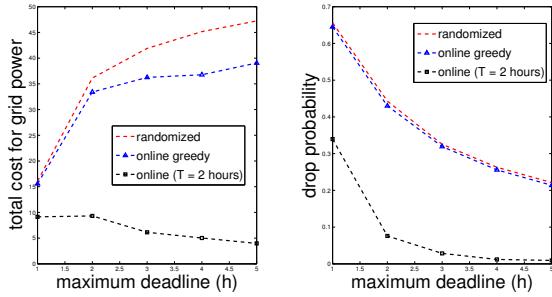 total cost for grid power
50
45
40
35
30
25
20
15
10
5
0
randomized
online greedy
online (T = 2 hours)
1 1.5 2 2.5 3 3.5 4 4.5 5
maximum deadline (h)
drop probability
0.7
0.6
0.5
0.4
0.3
0.2
0.1
0
randomized
online greedy
online (T = 2 hours)
1 1.5 2 2.5 3 3.5 4 4.5 5
maximum deadline (h)